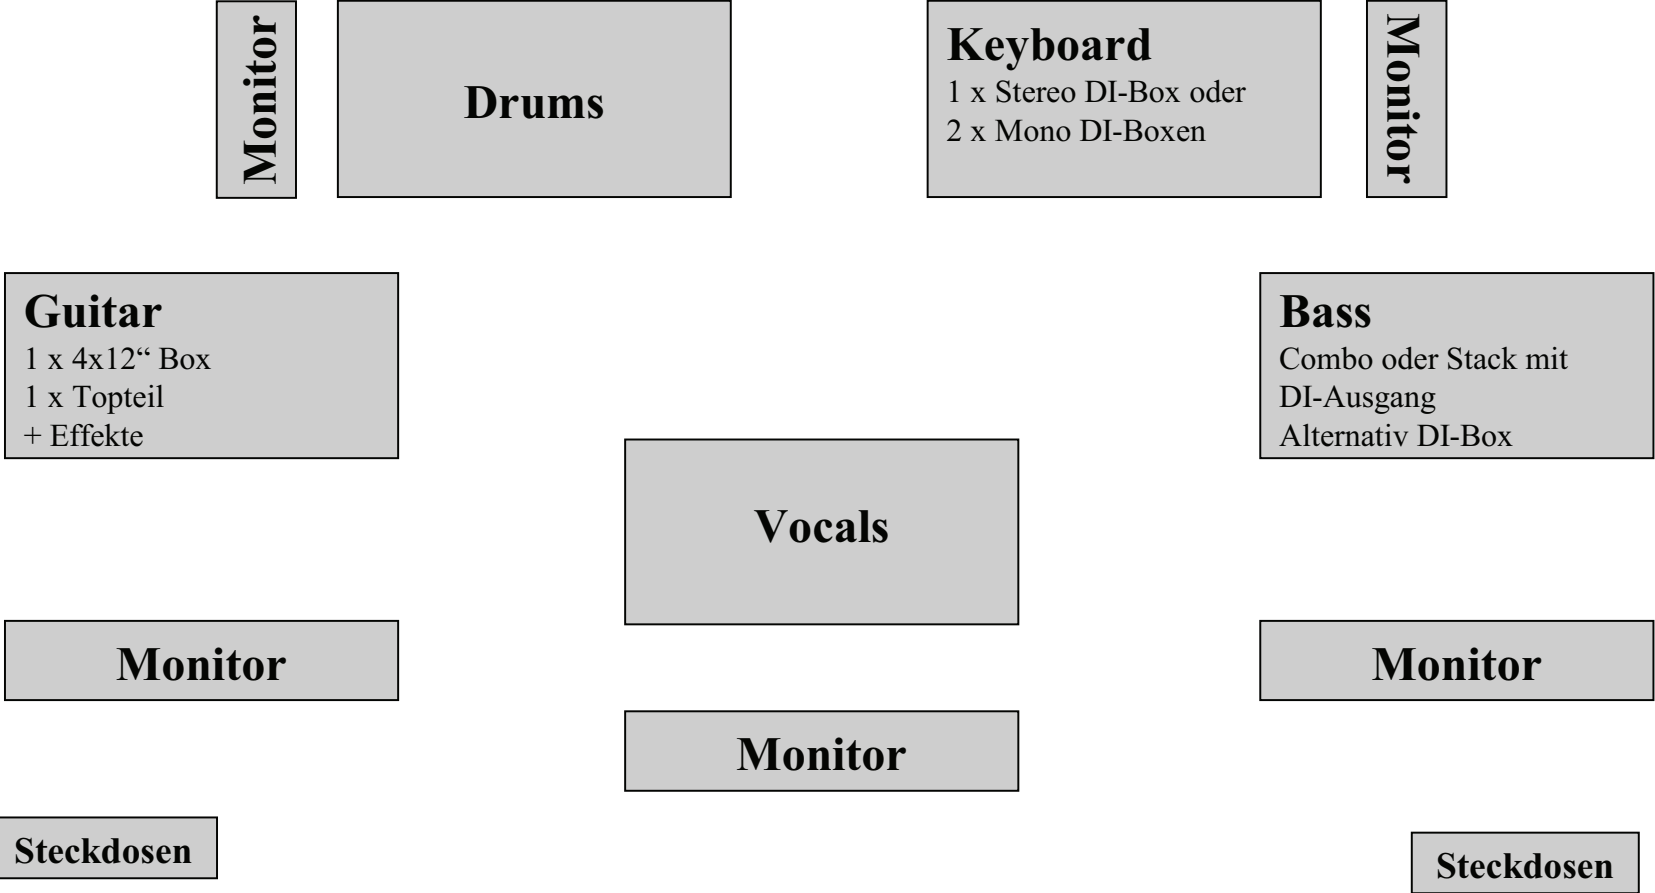 Monitor
Drums
Keyboard
1 x Stereo DI-Box oder
2 x Mono DI-Boxen
Monitor
Guitar
1 x 4x12“ Box
1 x Topteil
+ Effekte
Bass
Combo oder Stack mit
DI-Ausgang
Alternativ DI-Box
Vocals
Monitor
Monitor
Monitor
Steckdosen
Steckdosen